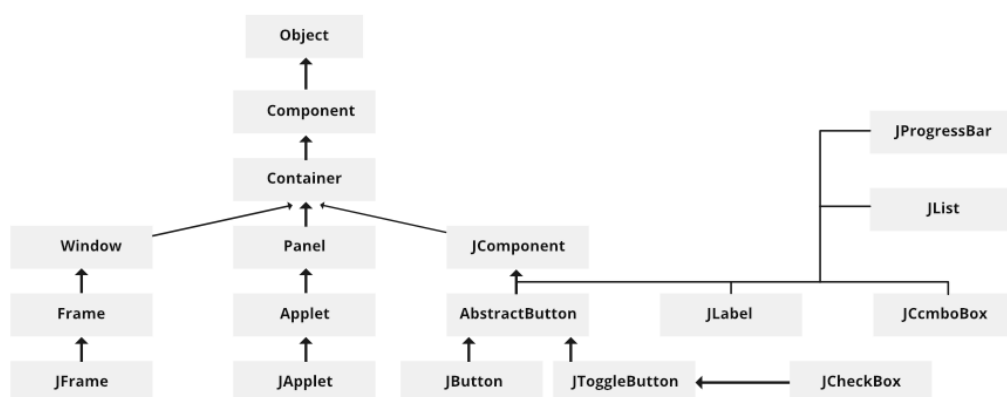 Object
Component
JProgressBar
Container
JList
Window
Panel
JComponent
Frame
Applet
AbstractButton
JLabel
JCcmboBox
JFrame
JApplet
JButton
JToggleButton
JCheckBox